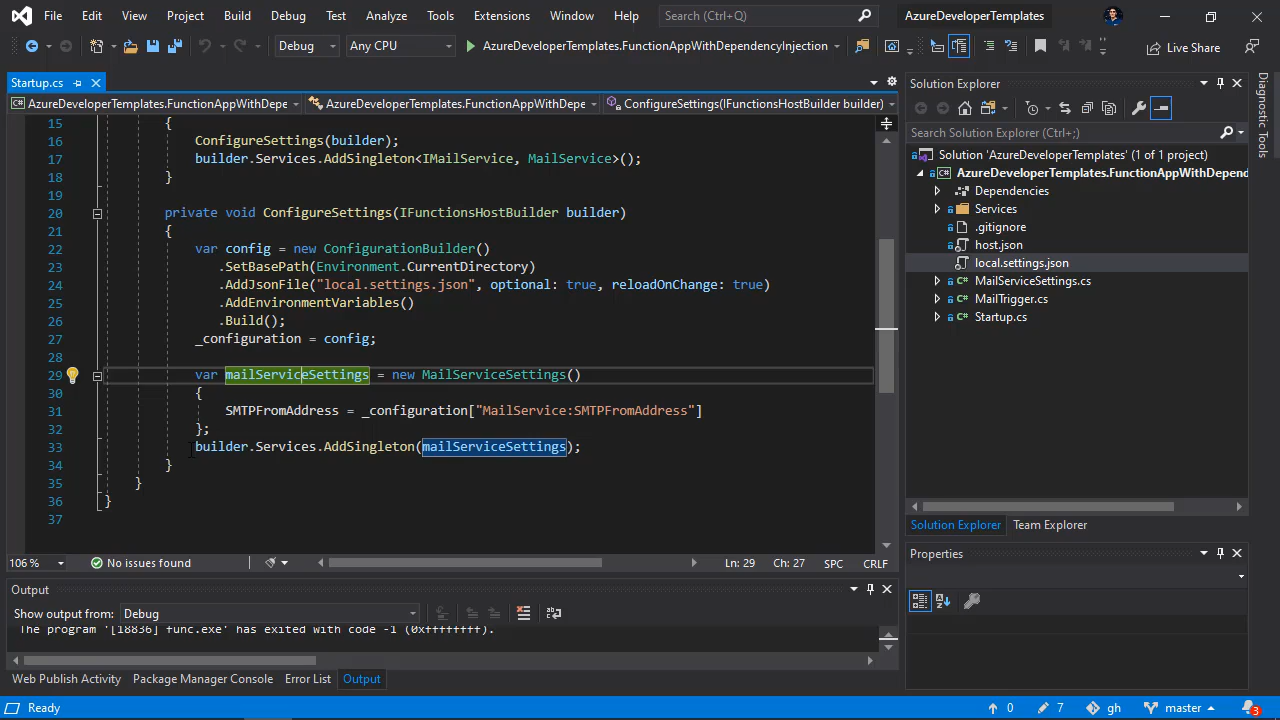 File Edit View Project Build Debug Test Analyze Tools Extensions Window Help Search (Ctrl+Q) AzureDeveloperTemplates
Debug Any CPU AzureDeveloperTemplates.FunctionAppWithDependencyInjection Live Share
Startup.cs
AzureDeveloperTemplates.FunctionAppWithDepe AzureDeveloperTemplates.FunctionAppWithDepe ConfigureSettings(IFunctionsHostBuilder builder)
15 {
16 ConfigureSettings(builder);
17 builder.Services.AddSingleton<IMailService, MailService>();
18 }
19
20 private void ConfigureSettings(IFunctionsHostBuilder builder)
21 {
22 var config = new ConfigurationBuilder()
23 .SetBasePath(Environment.CurrentDirectory)
24 .AddJsonFile("local.settings.json", optional: true, reloadOnChange: true)
25 .AddEnvironmentVariables()
26 .Build();
27 _configuration = config;
28
29 var mailServiceSettings = new MailServiceSettings()
30 {
31 SMTPFromAddress = _configuration["MailService:SMTPFromAddress"]
32 };
33 builder.Services.AddSingleton(mailServiceSettings);
34 }
35 }
36 }
37
106 % No issues found Ln: 29 Ch: 27 SPC CRLF
Output
Show output from: Debug
The program '[18836] func.exe' has exited with code -1 (0xffffffff).
Web Publish Activity Package Manager Console Error List Output
Solution Explorer
Search Solution Explorer (Ctrl+;)
Solution 'AzureDeveloperTemplates' (1 of 1 project)
AzureDeveloperTemplates.FunctionAppWithDepend
Dependencies
Services
.gitignore
host.json
local.settings.json
MailServiceSettings.cs
MailTrigger.cs
Startup.cs
Solution Explorer Team Explorer
Properties
Diagnostic Tools
Ready 0 7 gh master 3